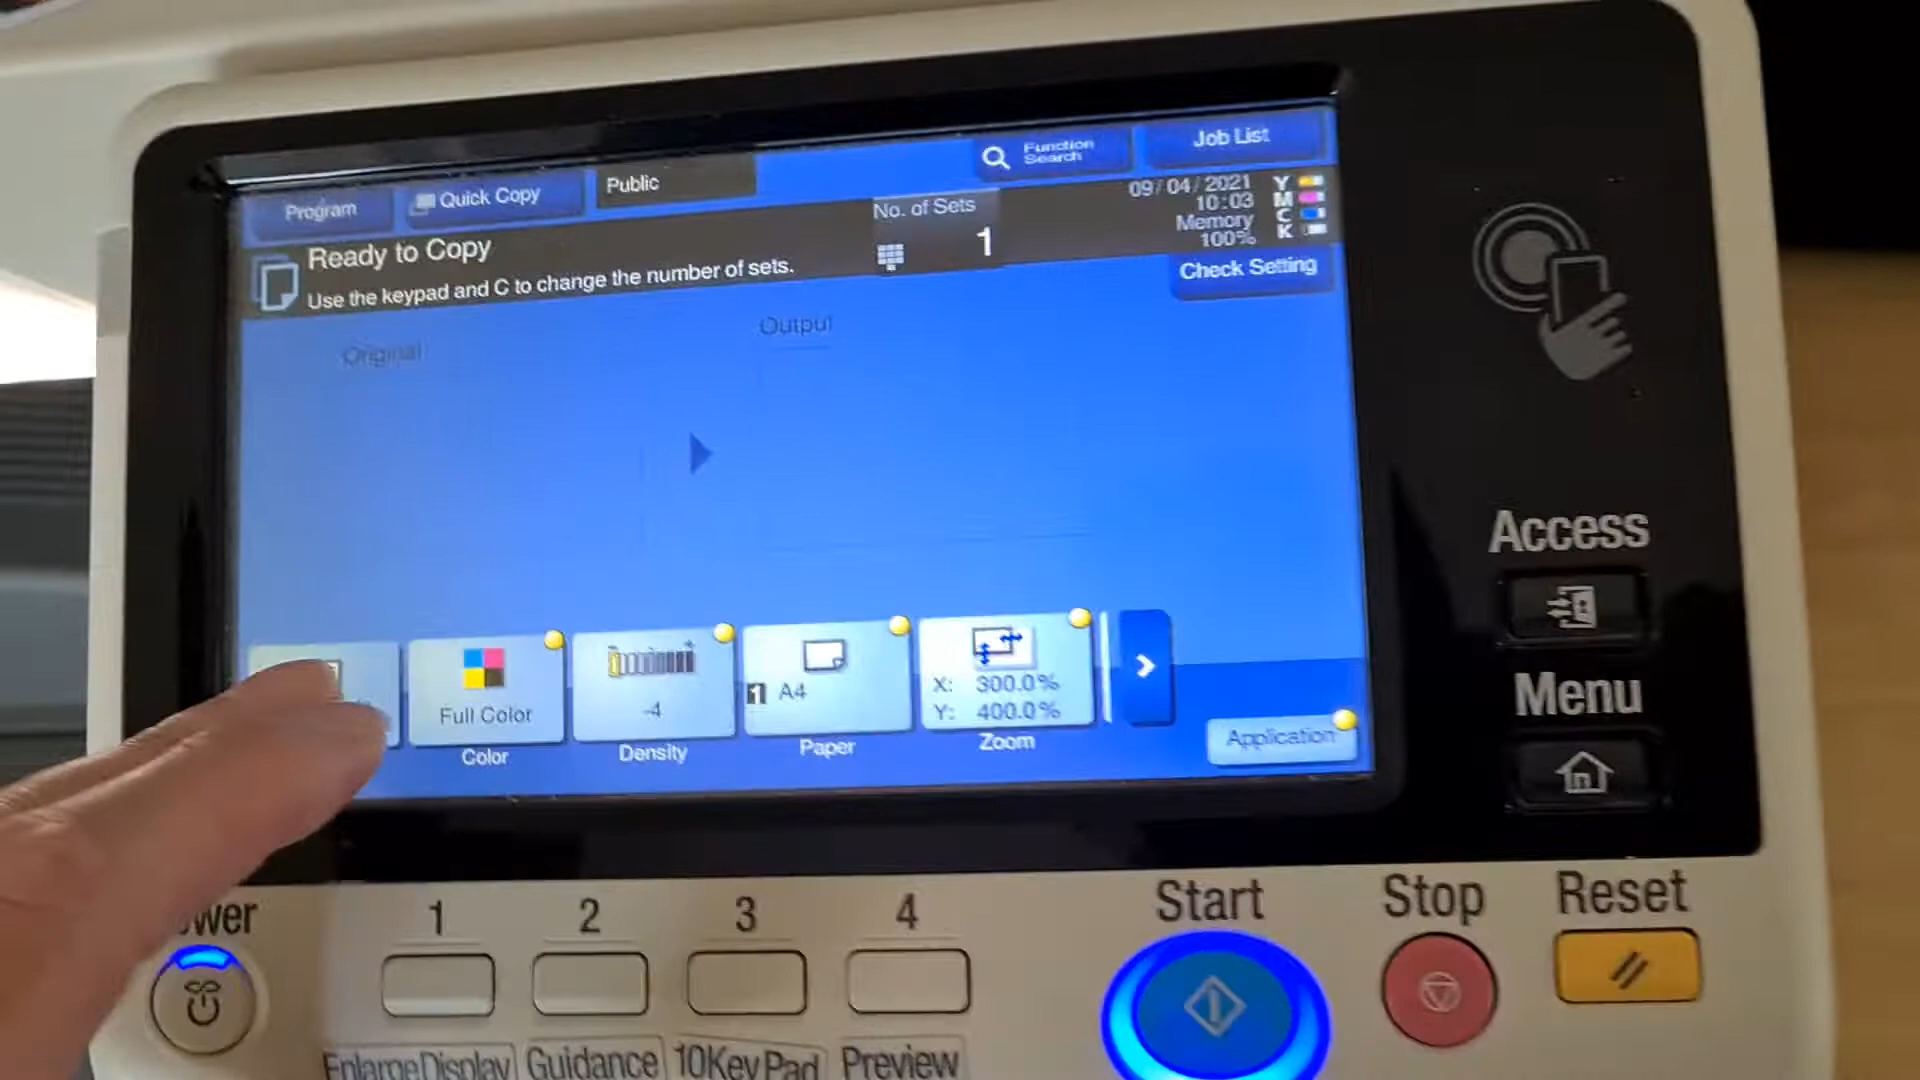 Function
Search
Job List
Program
Quick Copy
Public
No. of Sets
1
09/04/2021
10:03
Memory
100%
Y
M
C
K
Ready to Copy
Use the keypad and C to change the number of sets.
Check Setting
Original
Output
Full Color
Color
-4
Density
1 A4
Paper
X: 300.0%
Y: 400.0%
Zoom
Application
Access
Menu
1
2
3
4
Start
Stop
Reset
EnlargeDisplay
Guidance
10KeyPad
Preview